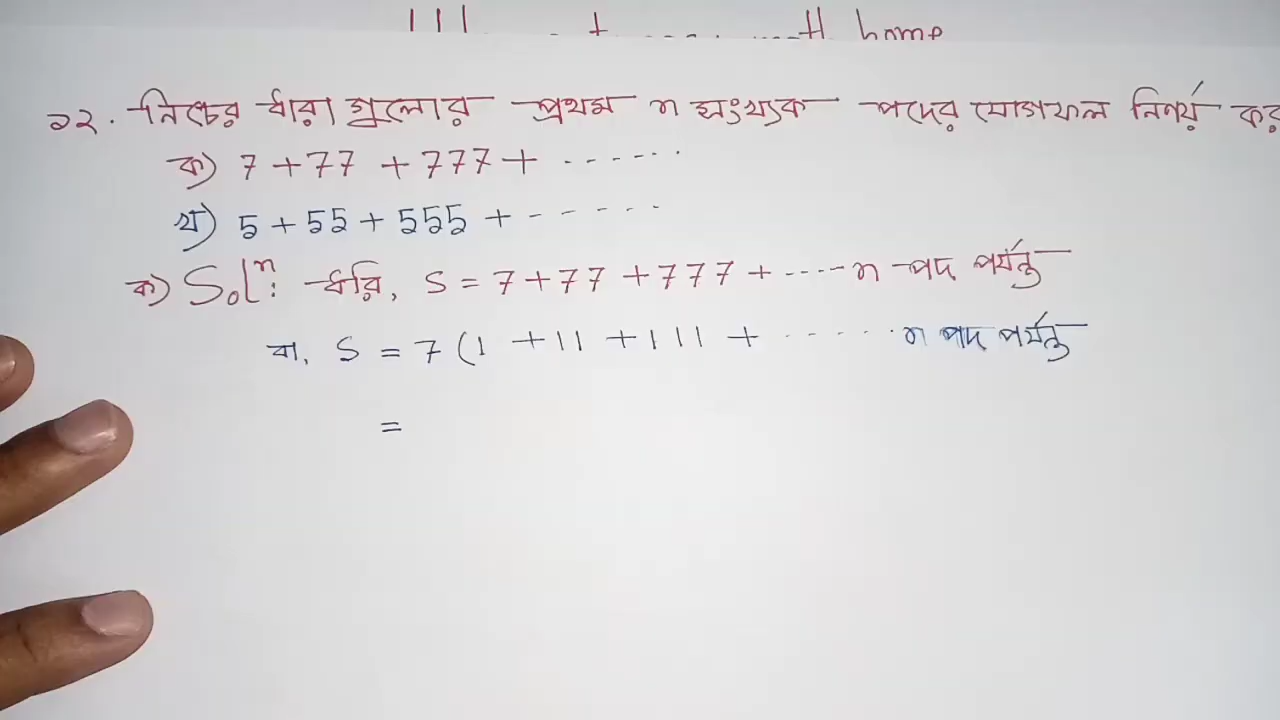 ১২. নিচের ধারা গুলোর প্রথম n সংখ্যক পদের যোগফল নির্ণয় কর
ক) 7 + 77 + 777 + ......
খ) 5 + 55 + 555 + ......
ক) Solⁿ: ধরি, S = 7 + 77 + 777 + ..... n পদ পর্যন্ত
বা, S = 7 (1 + 11 + 111 + ...... n পদ পর্যন্ত
=